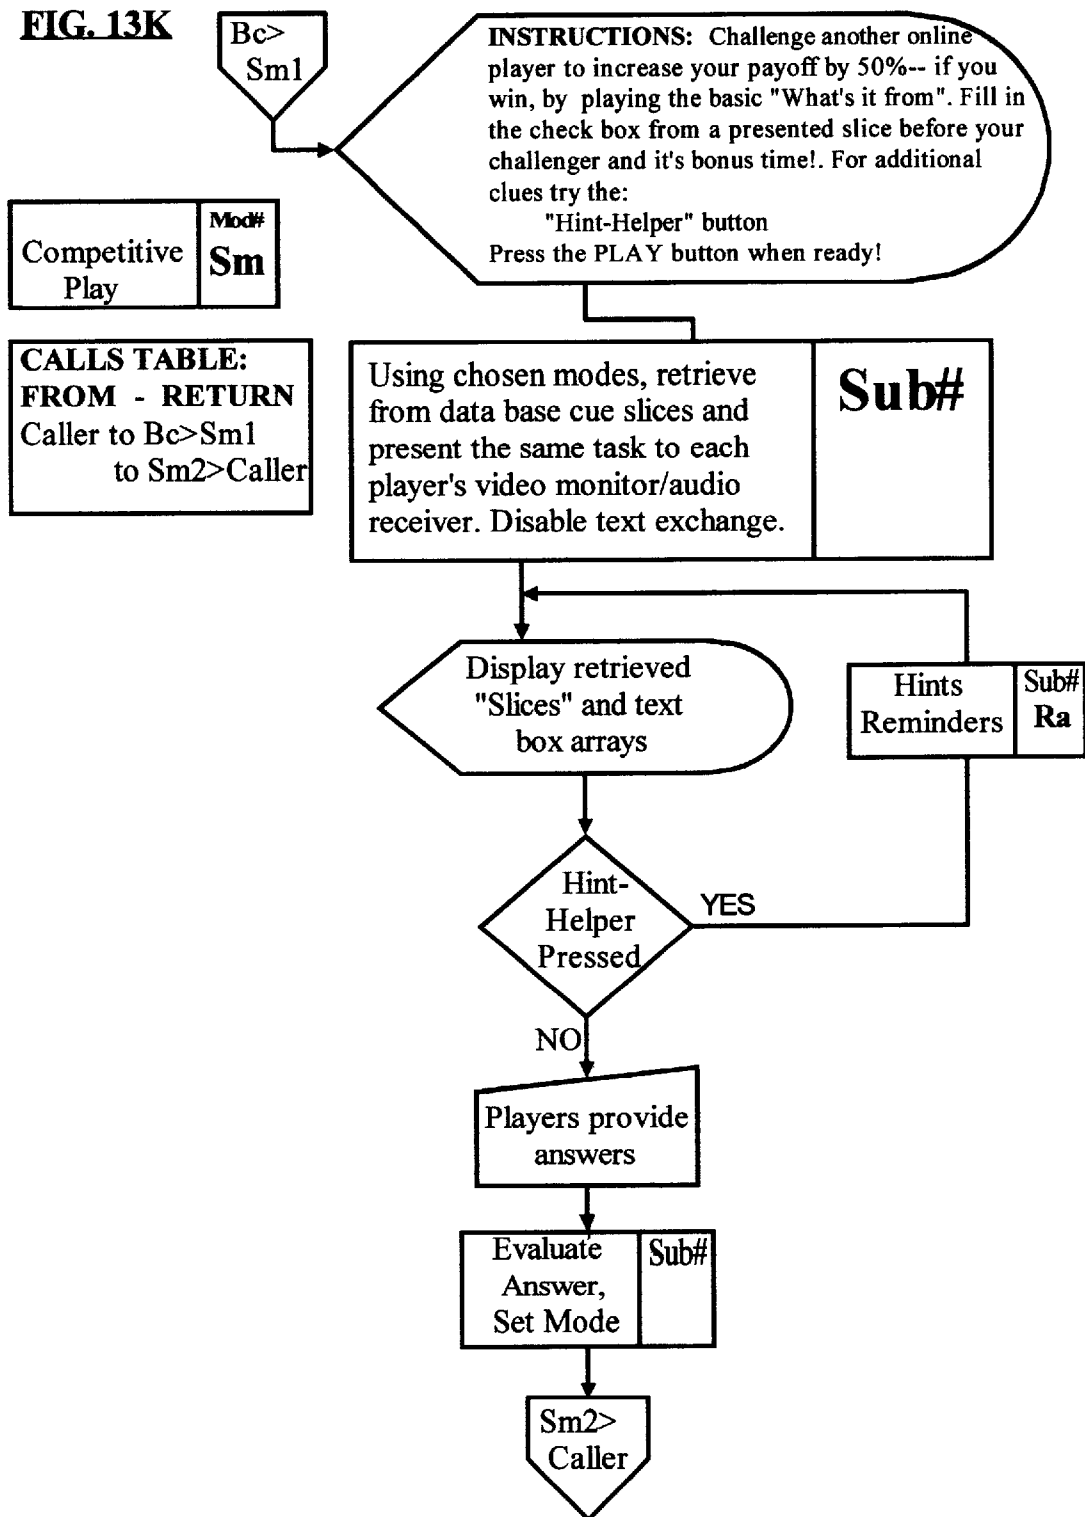 FIG. 13K
Bc>
Sm1
INSTRUCTIONS: Challenge another online
player to increase your payoff by 50%-- if you
win, by playing the basic "What's it from". Fill in
the check box from a presented slice before your
challenger and it's bonus time!. For additional
clues try the:
"Hint-Helper" button
Press the PLAY button when ready!
Competitive
Play
Mod#
Sm
CALLS TABLE:
FROM - RETURN
Caller to Bc>Sm1
to Sm2>Caller
Using chosen modes, retrieve
from data base cue slices and
present the same task to each
player's video monitor/audio
receiver. Disable text exchange.
Sub#
Display retrieved
"Slices" and text
box arrays
Hints
Reminders
Sub#
Ra
Hint-
Helper
Pressed
YES
NO
Players provide
answers
Evaluate
Answer,
Set Mode
Sub#
Sm2>
Caller